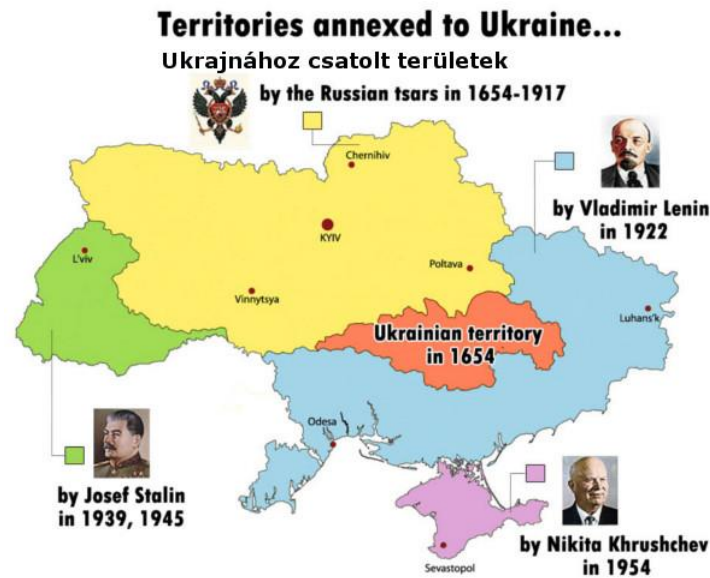 Territories annexed to Ukraine...
Ukrajnához csatolt területek
by the Russian tsars in 1654-1917
Chernihiv
by Vladimir Lenin
in 1922
KYIV
L'viv
Poltava
Vinnytsya
Luhans'k
Ukrainian territory
in 1654
Odesa
by Josef Stalin
in 1939, 1945
by Nikita Khrushchev
in 1954
Sevastopol